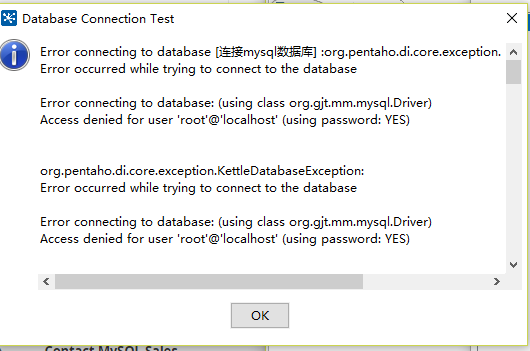 Database Connection Test
Error connecting to database [连接mysql数据库] :org.pentaho.di.core.exception.
Error occurred while trying to connect to the database
Error connecting to database: (using class org.gjt.mm.mysql.Driver)
Access denied for user 'root'@'localhost' (using password: YES)
org.pentaho.di.core.exception.KettleDatabaseException:
Error occurred while trying to connect to the database
Error connecting to database: (using class org.gjt.mm.mysql.Driver)
Access denied for user 'root'@'localhost' (using password: YES)
OK
Contact MySQL Sales